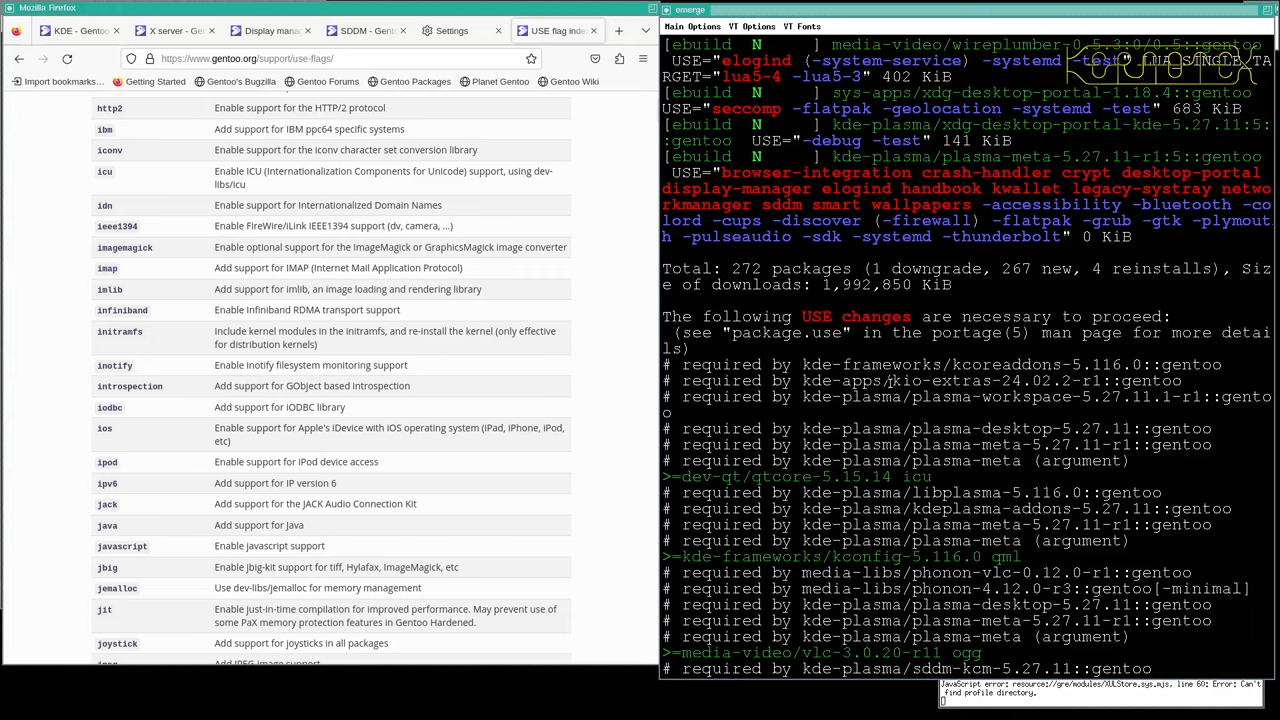 Mozilla Firefox
KDE - Gentoo
X server - Gen
Display mana
SDDM - Gento
Settings
USE flag index
https://www.gentoo.org/support/use-flags/
Import bookmarks...
Getting Started
Gentoo's Bugzilla
Gentoo Forums
Gentoo Packages
Planet Gentoo
Gentoo Wiki
http2 Enable support for the HTTP/2 protocol
ibm Add support for IBM ppc64 specific systems
iconv Enable support for the iconv character set conversion library
icu Enable ICU (Internationalization Components for Unicode) support, using dev-
libs/icu
idn Enable support for Internationalized Domain Names
ieee1394 Enable FireWire/iLink IEEE1394 support (dv, camera, ...)
imagemagick Enable optional support for the ImageMagick or GraphicsMagick image converter
imap Add support for IMAP (Internet Mail Application Protocol)
imlib Add support for imlib, an image loading and rendering library
infiniband Enable Infiniband RDMA transport support
initramfs Include kernel modules in the initramfs, and re-install the kernel (only effective
for distribution kernels)
inotify Enable inotify filesystem monitoring support
introspection Add support for GObject based introspection
iodbc Add support for iODBC library
ios Enable support for Apple's iDevice with iOS operating system (iPad, iPhone, iPod,
etc)
ipod Enable support for iPod device access
ipv6 Add support for IP version 6
jack Add support for the JACK Audio Connection Kit
java Add support for Java
javascript Enable javascript support
jbig Enable jbig-kit support for tiff, Hylafax, ImageMagick, etc
jemalloc Use dev-libs/jemalloc for memory management
jit Enable just-in-time compilation for improved performance. May prevent use of
some PaX memory protection features in Gentoo Hardened.
joystick Add support for joysticks in all packages
jpeg Add JPEG image support
emerge
Main Options VT Options VT Fonts
[ebuild N ] media-video/wireplumber-0.5.3:0/0.5::gentoo
USE="elogind (-system-service) -systemd -test" LUA_SINGLE_TA
RGET="lua5-4 -lua5-3" 402 KiB
[ebuild N ] sys-apps/xdg-desktop-portal-1.18.4::gentoo
USE="seccomp -flatpak -geolocation -systemd -test" 683 KiB
[ebuild N ] kde-plasma/xdg-desktop-portal-kde-5.27.11:5:
:gentoo USE="-debug -test" 141 KiB
[ebuild N ] kde-plasma/plasma-meta-5.27.11-r1:5::gentoo
USE="browser-integration crash-handler crypt desktop-portal
display-manager elogind handbook kwallet legacy-systray netwo
rkmanager sddm smart wallpapers -accessibility -bluetooth -co
lord -cups -discover (-firewall) -flatpak -grub -gtk -plymout
h -pulseaudio -sdk -systemd -thunderbolt" 0 KiB
Total: 272 packages (1 downgrade, 267 new, 4 reinstalls), Siz
e of downloads: 1,992,850 KiB
The following USE changes are necessary to proceed:
(see "package.use" in the portage(5) man page for more detai
ls)
# required by kde-frameworks/kcoreaddons-5.116.0::gentoo
# required by kde-apps/kio-extras-24.02.2-r1::gentoo
# required by kde-plasma/plasma-workspace-5.27.11.1-r1::gento
o
# required by kde-plasma/plasma-desktop-5.27.11::gentoo
# required by kde-plasma/plasma-meta-5.27.11-r1::gentoo
# required by kde-plasma/plasma-meta (argument)
>=dev-qt/qtcore-5.15.14 icu
# required by kde-plasma/libplasma-5.116.0::gentoo
# required by kde-plasma/kdeplasma-addons-5.27.11::gentoo
# required by kde-plasma/plasma-meta-5.27.11-r1::gentoo
# required by kde-plasma/plasma-meta (argument)
>=kde-frameworks/kconfig-5.116.0 qml
# required by media-libs/phonon-vlc-0.12.0-r1::gentoo
# required by media-libs/phonon-4.12.0-r3::gentoo[-minimal]
# required by kde-plasma/plasma-desktop-5.27.11::gentoo
# required by kde-plasma/plasma-meta-5.27.11-r1::gentoo
# required by kde-plasma/plasma-meta (argument)
>=media-video/vlc-3.0.20-r11 ogg
# required by kde-plasma/sddm-kcm-5.27.11::gentoo
JavaScript error: resource://gre/modules/XULStore.sys.mjs, line 60: Error: Can't
find profile directory.